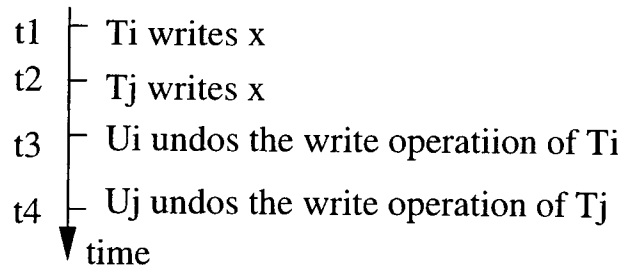 t1 Ti writes x
t2 Tj writes x
t3 Ui undos the write operatiion of Ti
t4 Uj undos the write operation of Tj
time